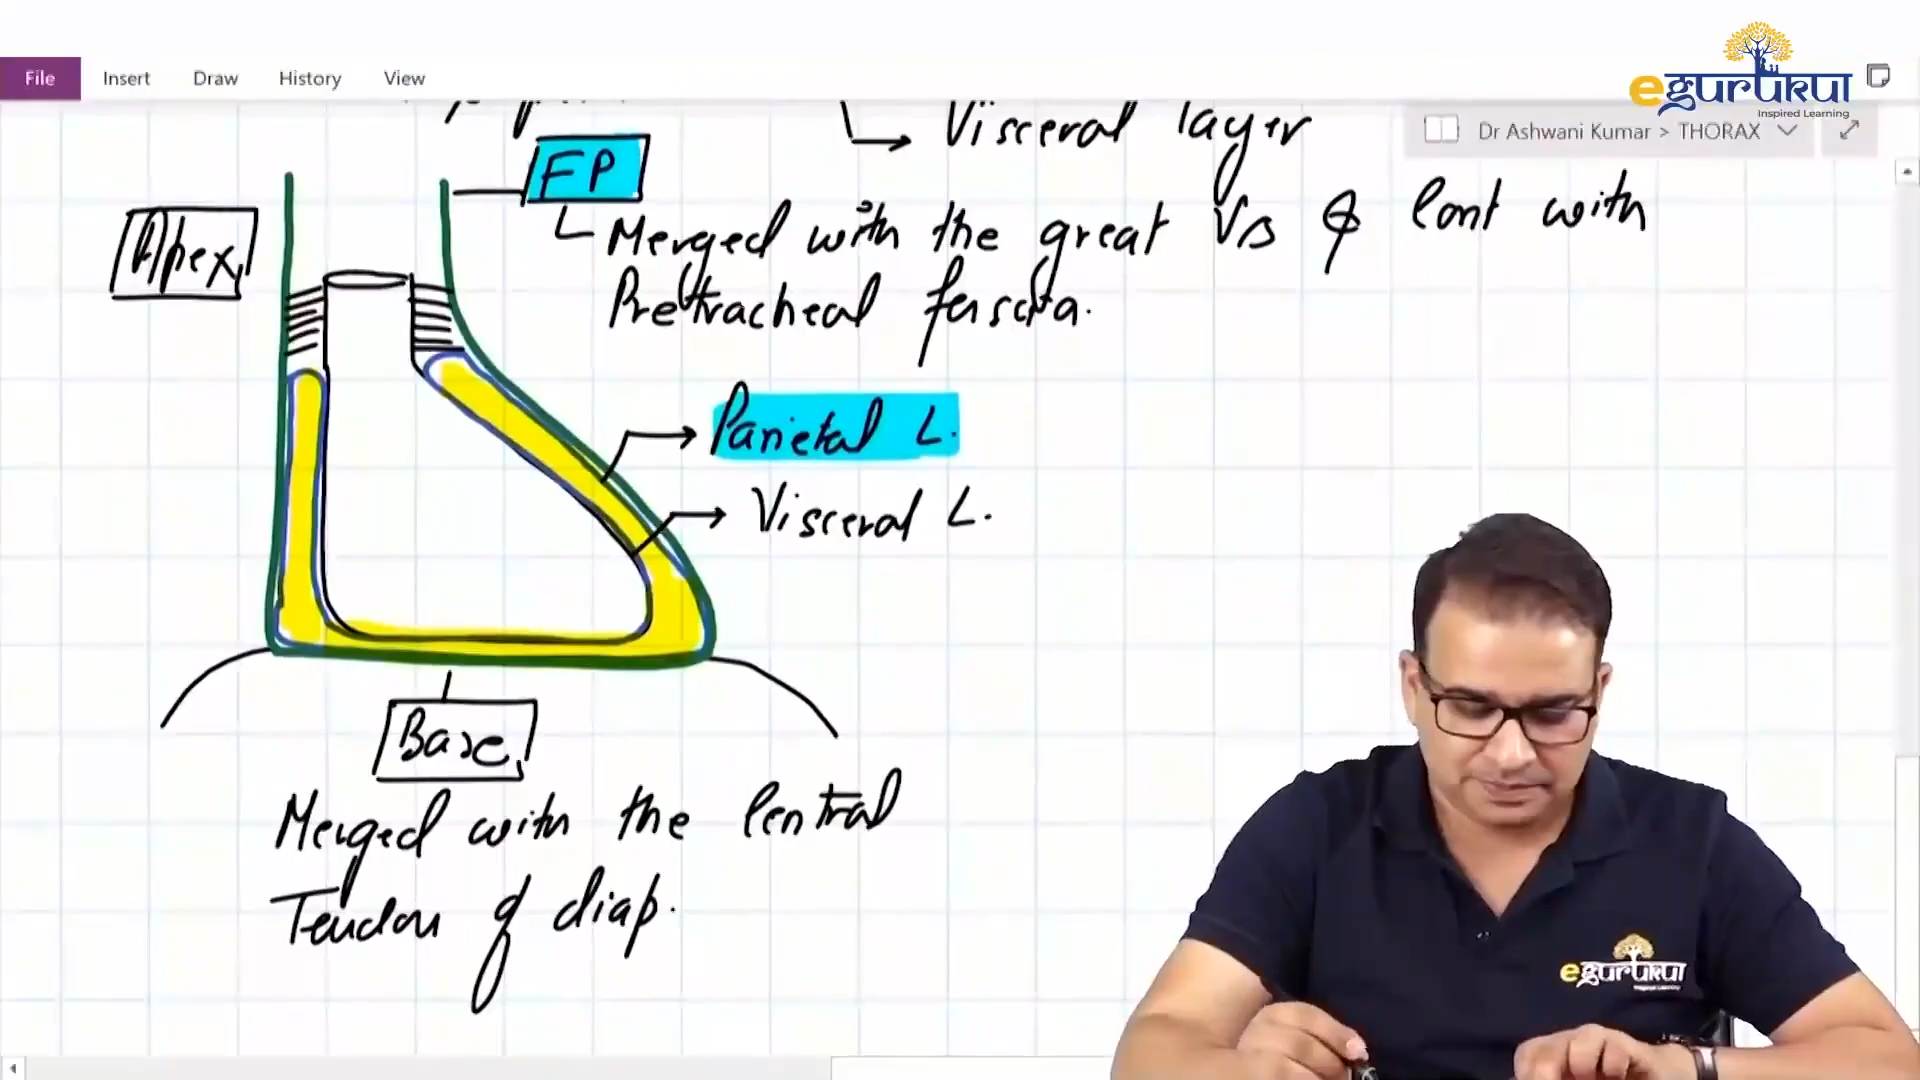 egurukul
Inspired Learning
File Insert Draw History View
Dr Ashwani Kumar > THORAX
Visceral layer
FP
Apex
Merged with the great Vs & Cont with
Pretracheal fascia.
Parietal L.
Visceral L.
Base
Merged with the Central
Tendon of diap.
egurukul